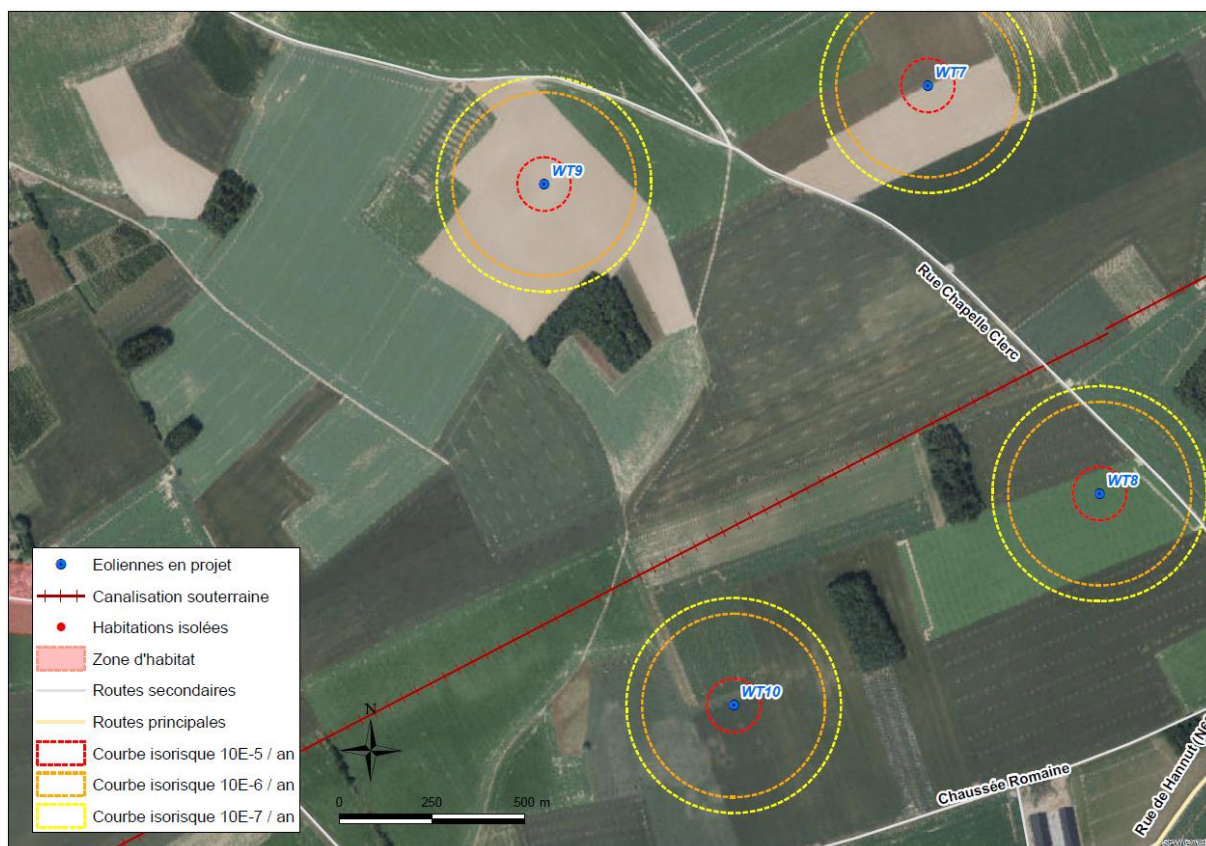 WT7
WT9
Rue Chapelle Clerc
WT8
WT10
Chaussée Romaine
Rue de Hannut (N6
Eoliennes en projet
Canalisation souterraine
Habitations isolées
Zone d'habitat
Routes secondaires
Routes principales
Courbe isorisque 10E-5 / an
Courbe isorisque 10E-6 / an
Courbe isorisque 10E-7 / an
N
0 250 500 m